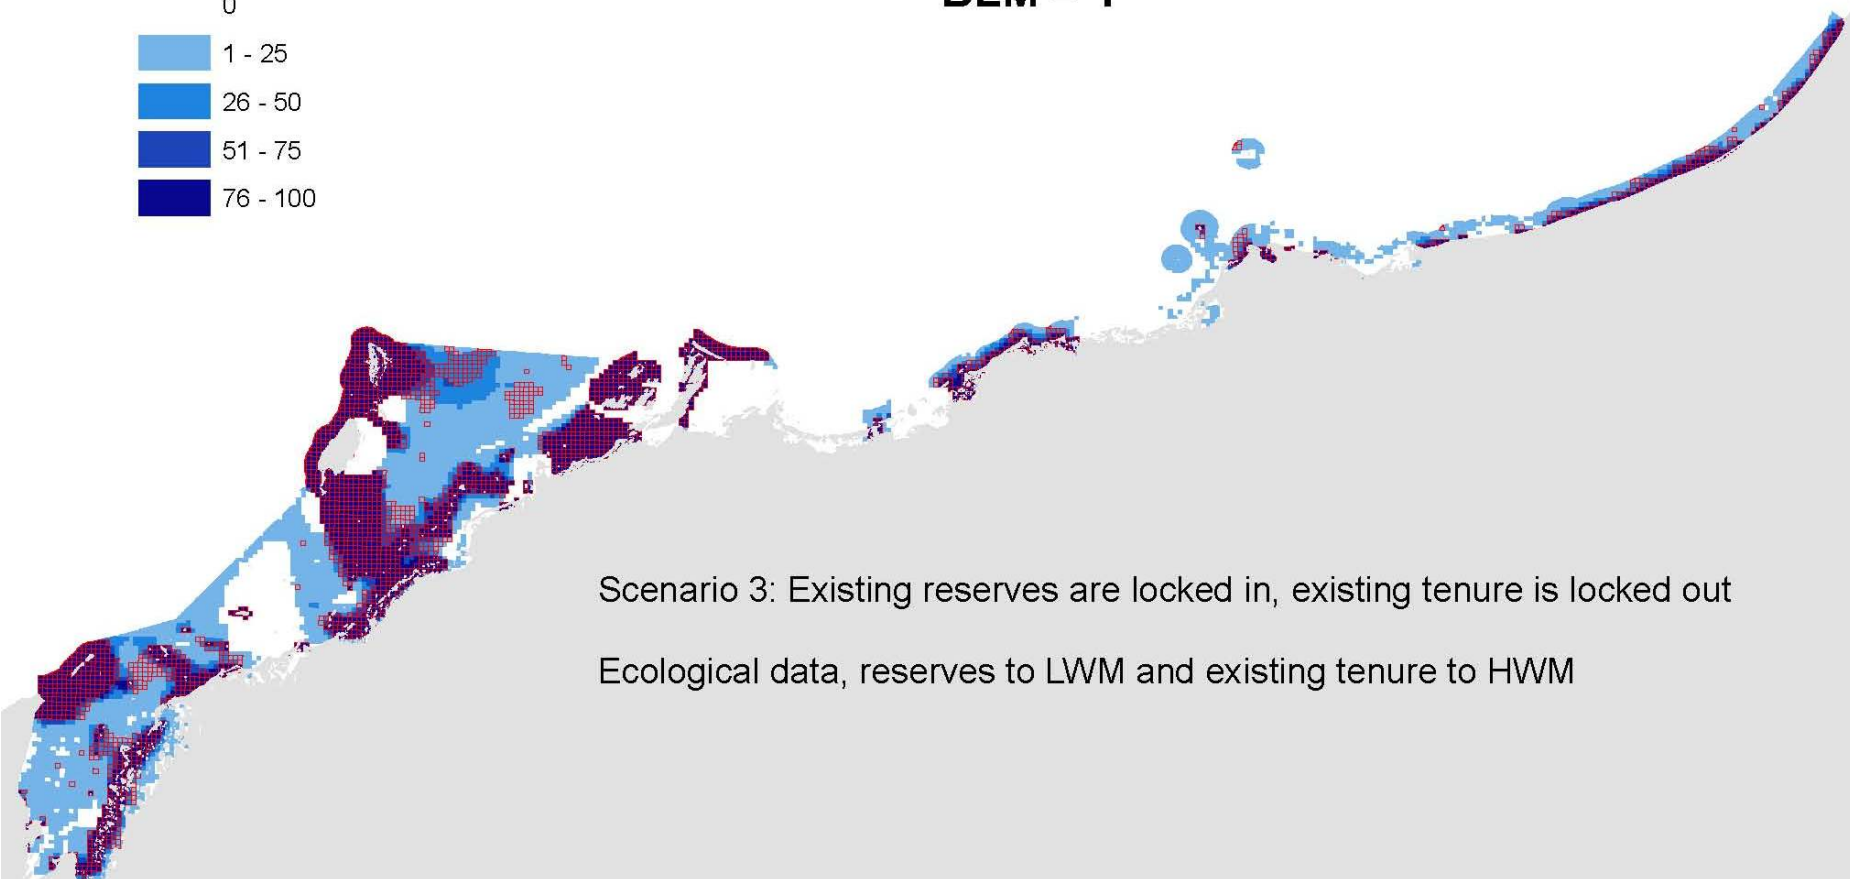 0
1 - 25
26 - 50
51 - 75
76 - 100
Scenario 3: Existing reserves are locked in, existing tenure is locked out
Ecological data, reserves to LWM and existing tenure to HWM